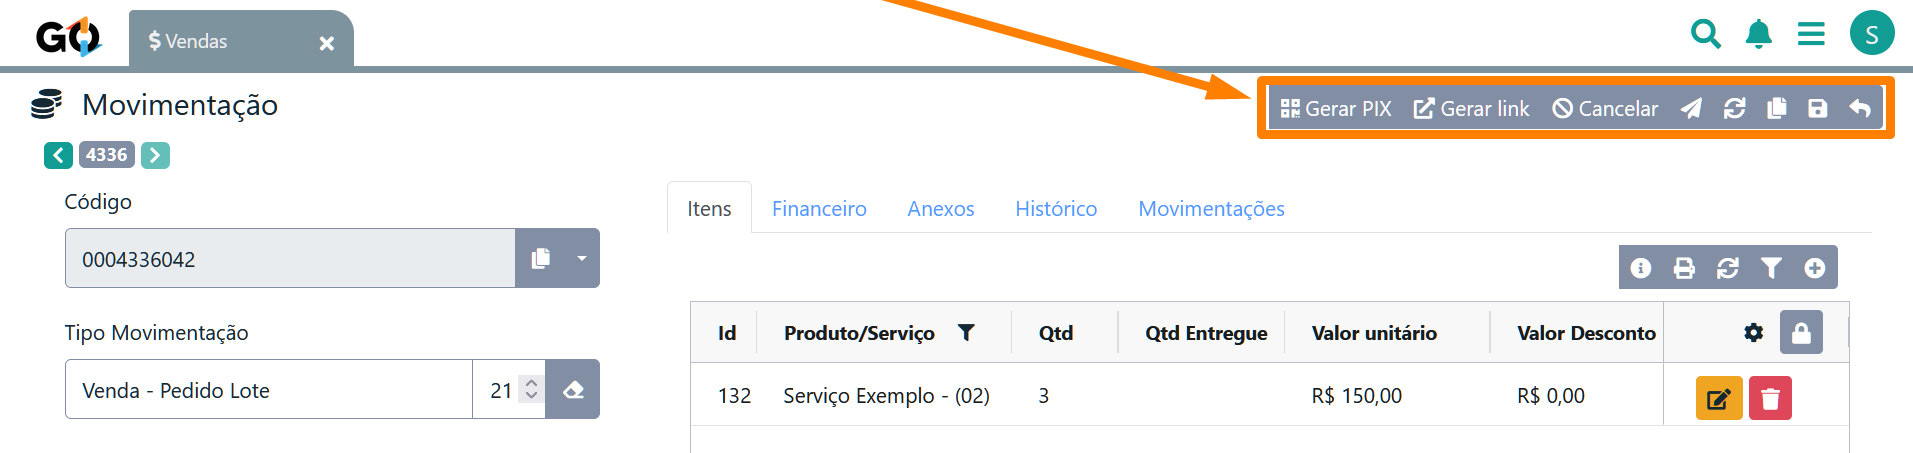 GO
$ Vendas
S
Movimentação
Gerar PIX Gerar link Cancelar
4336
Código
0004336042
Tipo Movimentação
Venda - Pedido Lote 21
Itens Financeiro Anexos Histórico Movimentações
Id Produto/Serviço Qtd Qtd Entregue Valor unitário Valor Desconto
132 Serviço Exemplo - (02) 3 R$ 150,00 R$ 0,00